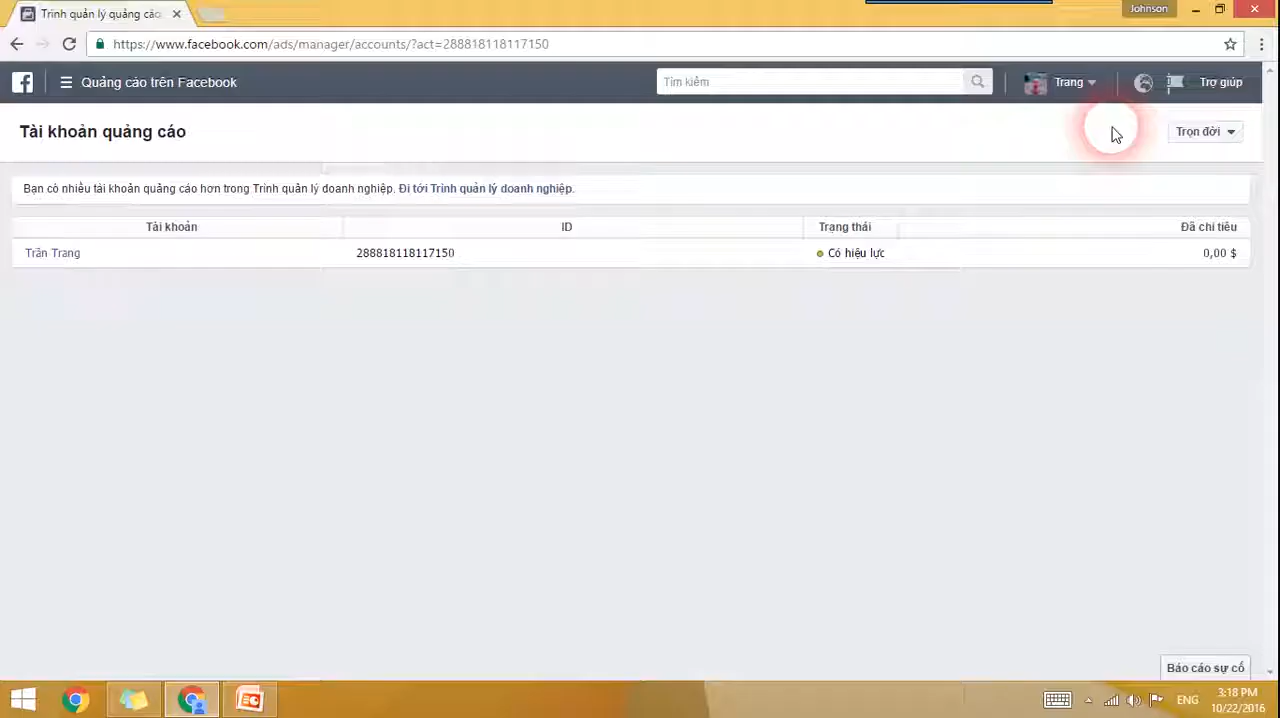 Trình quản lý quảng cáo
Johnson
https://www.facebook.com/ads/manager/accounts/?act=288818118117150
Quảng cáo trên Facebook
Tìm kiếm
Trang
Trợ giúp
Tài khoản quảng cáo
Trọn đời
Bạn có nhiều tài khoản quảng cáo hơn trong Trình quản lý doanh nghiệp. Đi tới Trình quản lý doanh nghiệp.
Tài khoản ID Trạng thái Đã chi tiêu
Trần Trang 288818118117150 Có hiệu lực 0,00 $
Báo cáo sự cố
ENG
3:18 PM
10/22/2016